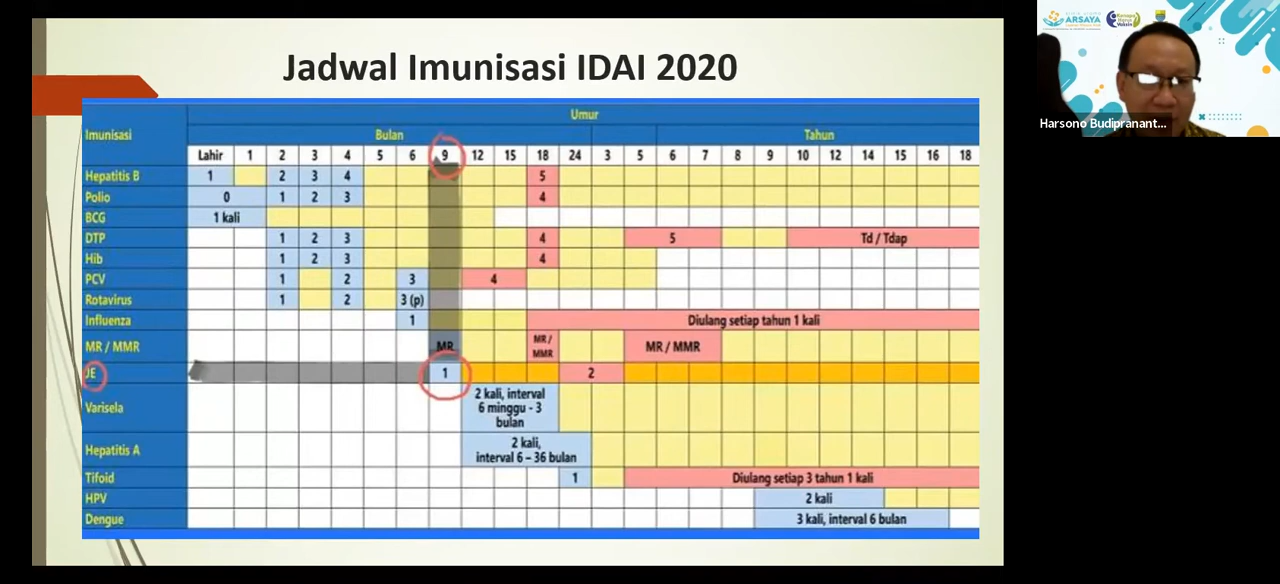 Jadwal Imunisasi IDAI 2020
Imunisasi
Umur
Bulan Tahun
Lahir 1 2 3 4 5 6 9 12 15 18 24 3 5 6 7 8 9 10 12 14 15 16 18
Hepatitis B 1 2 3 4 5
Polio 0 1 2 3 4
BCG 1 kali
DTP 1 2 3 4 5 Td / Tdap
Hib 1 2 3 4
PCV 1 2 3 4
Rotavirus 1 2 3 (p)
Influenza 1 Diulang setiap tahun 1 kali
MR / MMR MR MR / MMR MR / MMR
JE 1 2
Varisela 2 kali, interval
6 minggu - 3
bulan
Hepatitis A 2 kali,
interval 6 – 36 bulan
Tifoid 1 Diulang setiap 3 tahun 1 kali
HPV 2 kali
Dengue 3 kali, interval 6 bulan
ARSAYA
Harsono Budipranant...